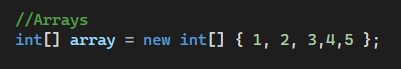 //Arrays
int[] array = new int[] { 1, 2, 3,4,5 };